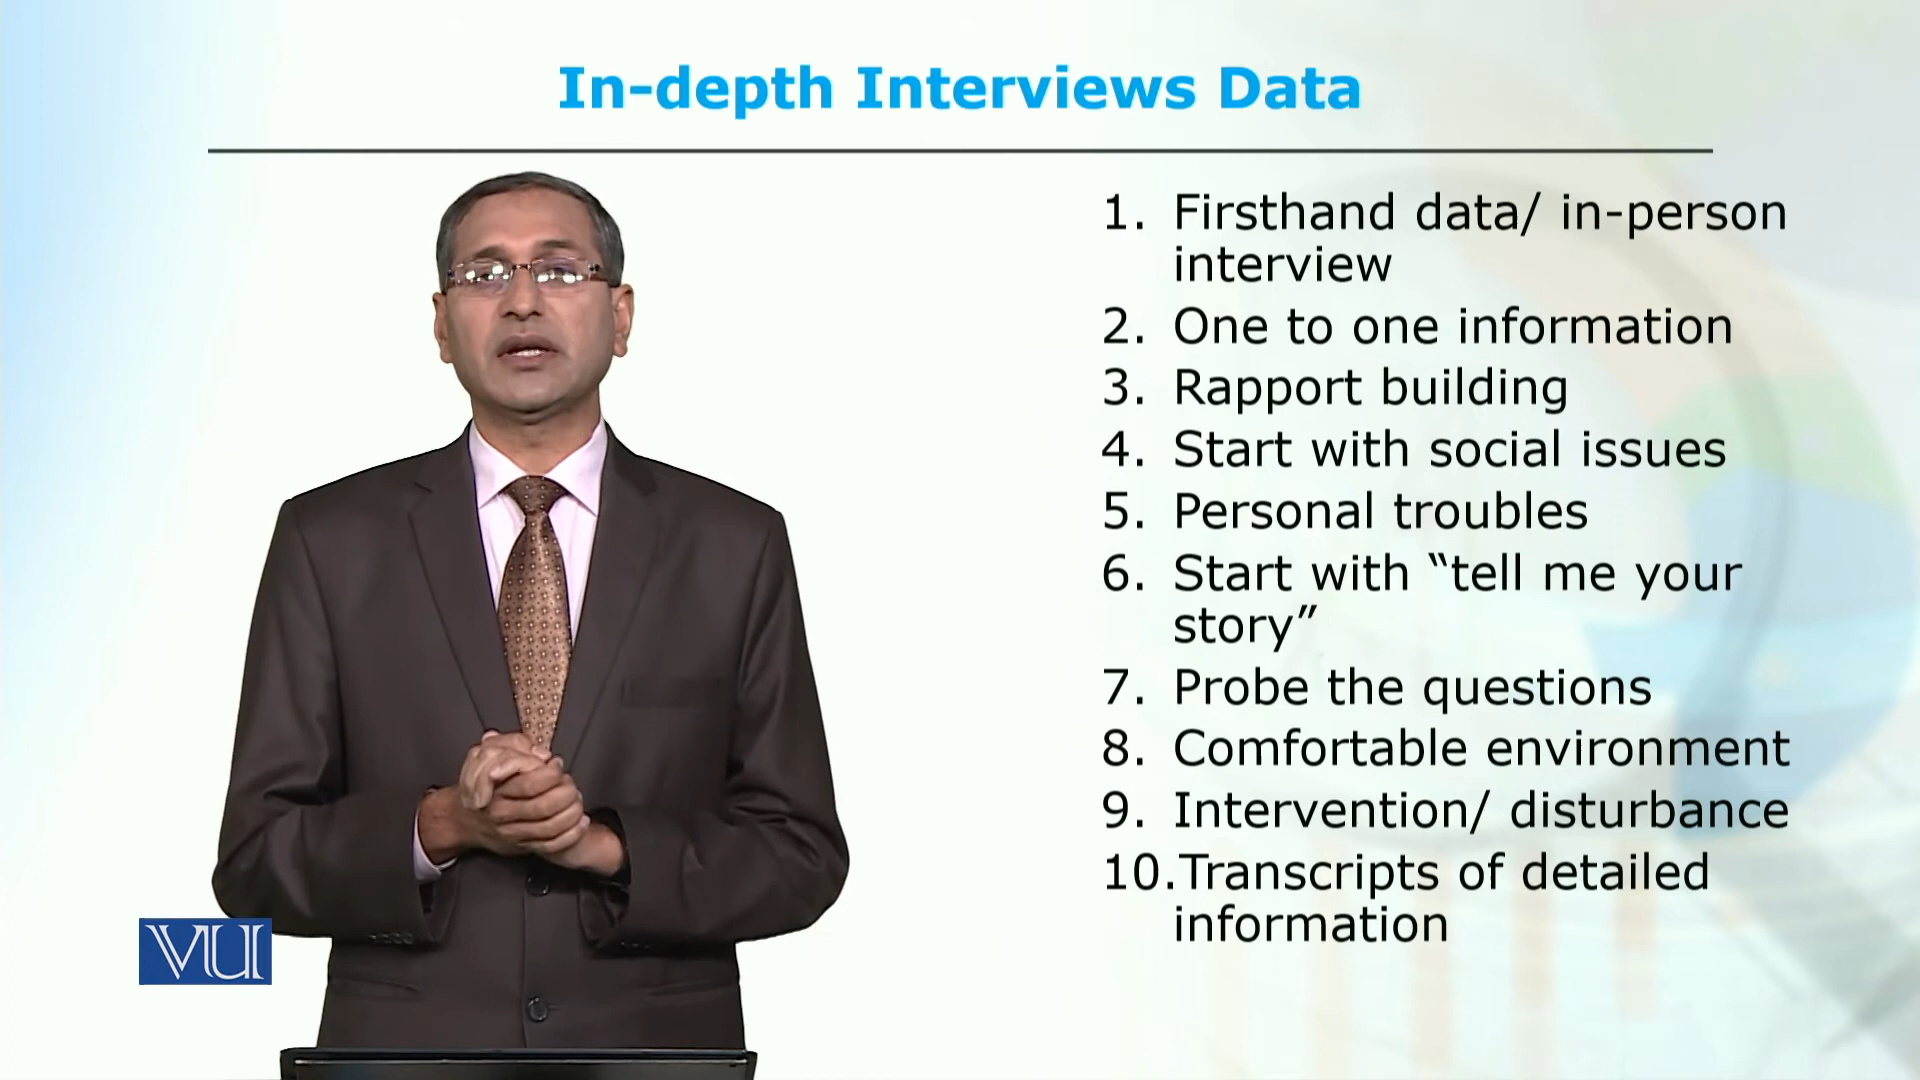 In-depth Interviews Data
1. Firsthand data/ in-person
interview
2. One to one information
3. Rapport building
4. Start with social issues
5. Personal troubles
6. Start with “tell me your
story”
7. Probe the questions
8. Comfortable environment
9. Intervention/ disturbance
10.Transcripts of detailed
information
VU